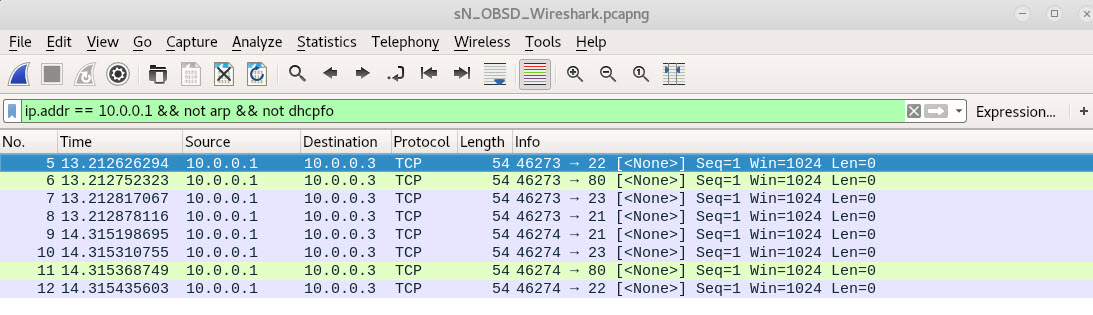 sN_OBSD_Wireshark.pcapng
File Edit View Go Capture Analyze Statistics Telephony Wireless Tools Help
ip.addr == 10.0.0.1 && not arp && not dhcpfo Expression... +
No. Time Source Destination Protocol Length Info
5 13.212626294 10.0.0.1 10.0.0.3 TCP 54 46273 → 22 [<None>] Seq=1 Win=1024 Len=0
6 13.212752323 10.0.0.1 10.0.0.3 TCP 54 46273 → 80 [<None>] Seq=1 Win=1024 Len=0
7 13.212817067 10.0.0.1 10.0.0.3 TCP 54 46273 → 23 [<None>] Seq=1 Win=1024 Len=0
8 13.212878116 10.0.0.1 10.0.0.3 TCP 54 46273 → 21 [<None>] Seq=1 Win=1024 Len=0
9 14.315198695 10.0.0.1 10.0.0.3 TCP 54 46274 → 21 [<None>] Seq=1 Win=1024 Len=0
10 14.315310755 10.0.0.1 10.0.0.3 TCP 54 46274 → 23 [<None>] Seq=1 Win=1024 Len=0
11 14.315368749 10.0.0.1 10.0.0.3 TCP 54 46274 → 80 [<None>] Seq=1 Win=1024 Len=0
12 14.315435603 10.0.0.1 10.0.0.3 TCP 54 46274 → 22 [<None>] Seq=1 Win=1024 Len=0